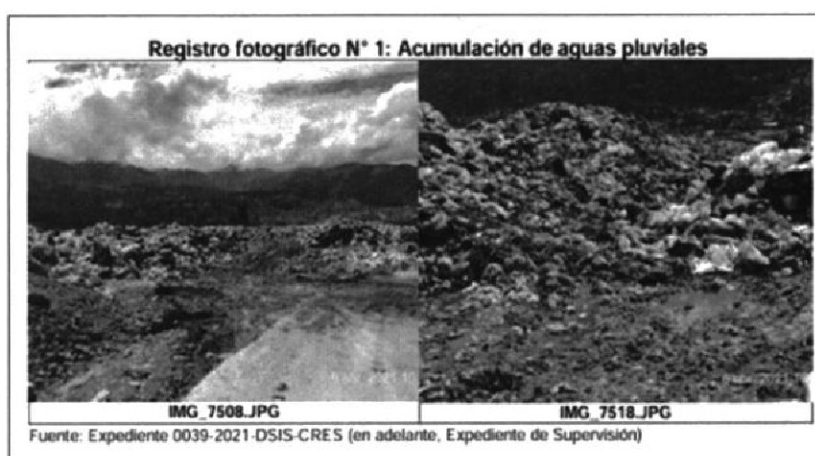 Registro fotográfico N° 1: Acumulación de aguas pluviales
IMG_7508.JPG
IMG_7518.JPG
Fuente: Expediente 0039-2021-DSIS-CRES (en adelante, Expediente de Supervisión)